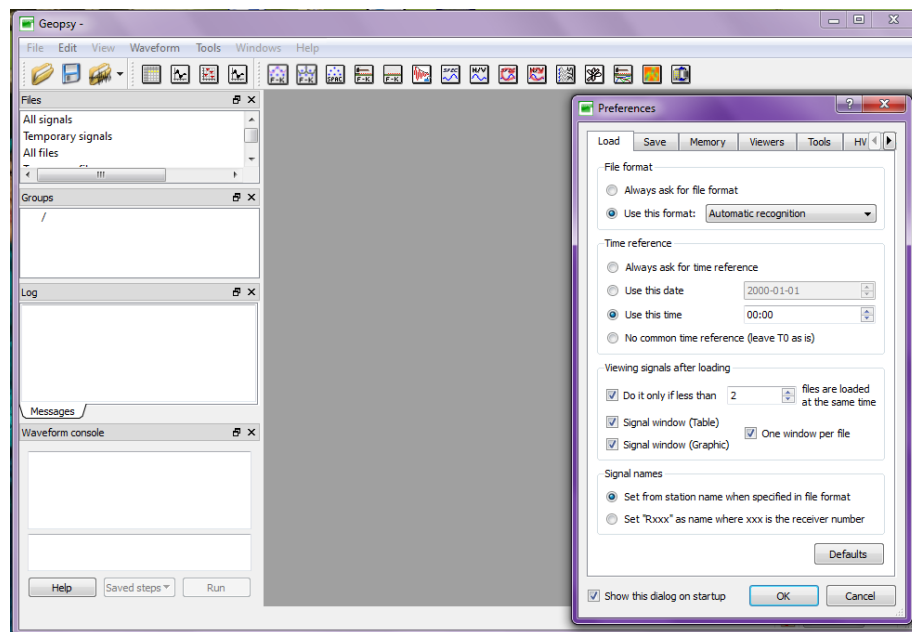 Geopsy -
File Edit View Waveform Tools Windows Help
F-K F-K SPAC F-K F-K SPEC H/V
Files
All signals
Temporary signals
All files
Groups
/
Log
Messages
Waveform console
Help Saved steps Run
Preferences
Load Save Memory Viewers Tools HV
File format
Always ask for file format
Use this format: Automatic recognition
Time reference
Always ask for time reference
Use this date 2000-01-01
Use this time 00:00
No common time reference (leave T0 as is)
Viewing signals after loading
Do it only if less than 2 files are loaded
at the same time
Signal window (Table)
One window per file
Signal window (Graphic)
Signal names
Set from station name when specified in file format
Set "Rxxx" as name where xxx is the receiver number
Defaults
Show this dialog on startup OK Cancel